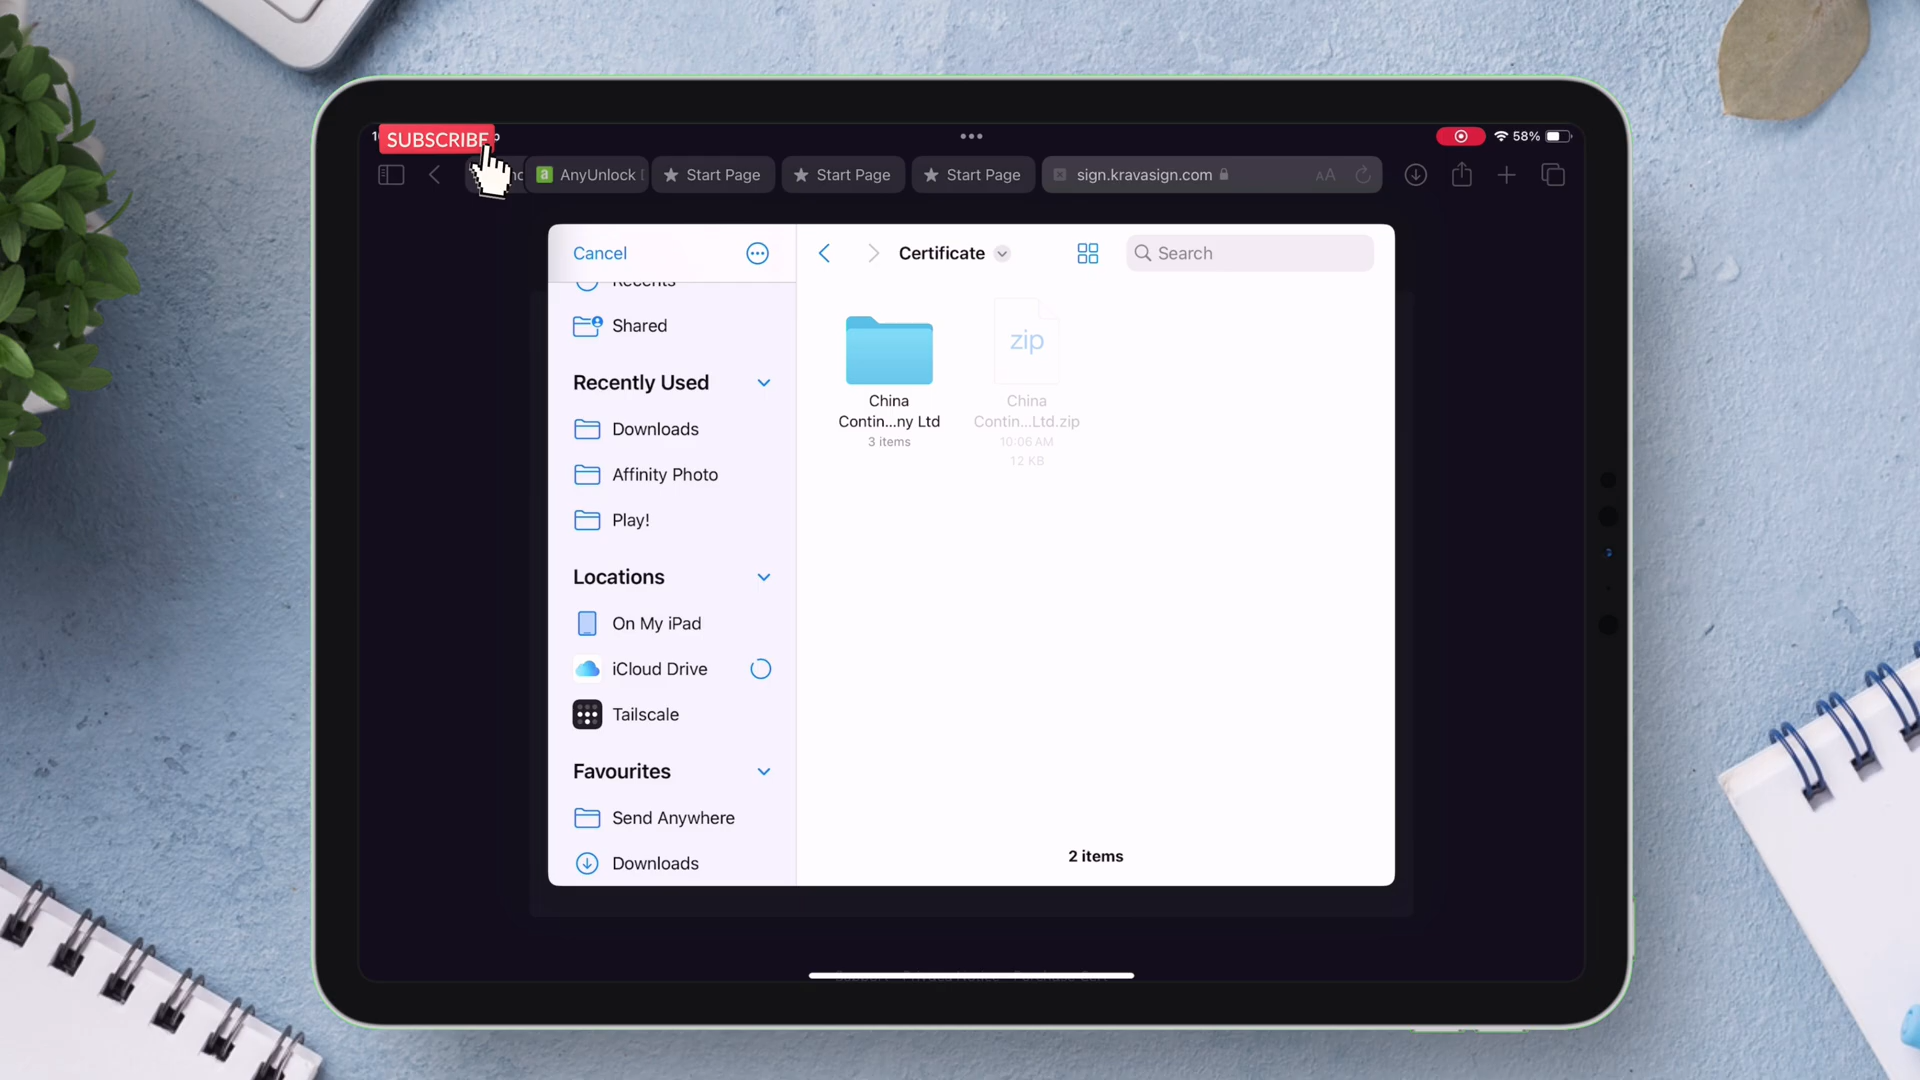 SUBSCRIBE
58%
AnyUnlock
Start Page
Start Page
Start Page
sign.kravasign.com
AA
Cancel
Certificate
Search
Recents
Shared
Recently Used
Downloads
Affinity Photo
Play!
Locations
On My iPad
iCloud Drive
Tailscale
Favourites
Send Anywhere
Downloads
China
Contin...ny Ltd
3 items
zip
China
Contin...Ltd.zip
10:06 AM
12 KB
2 items